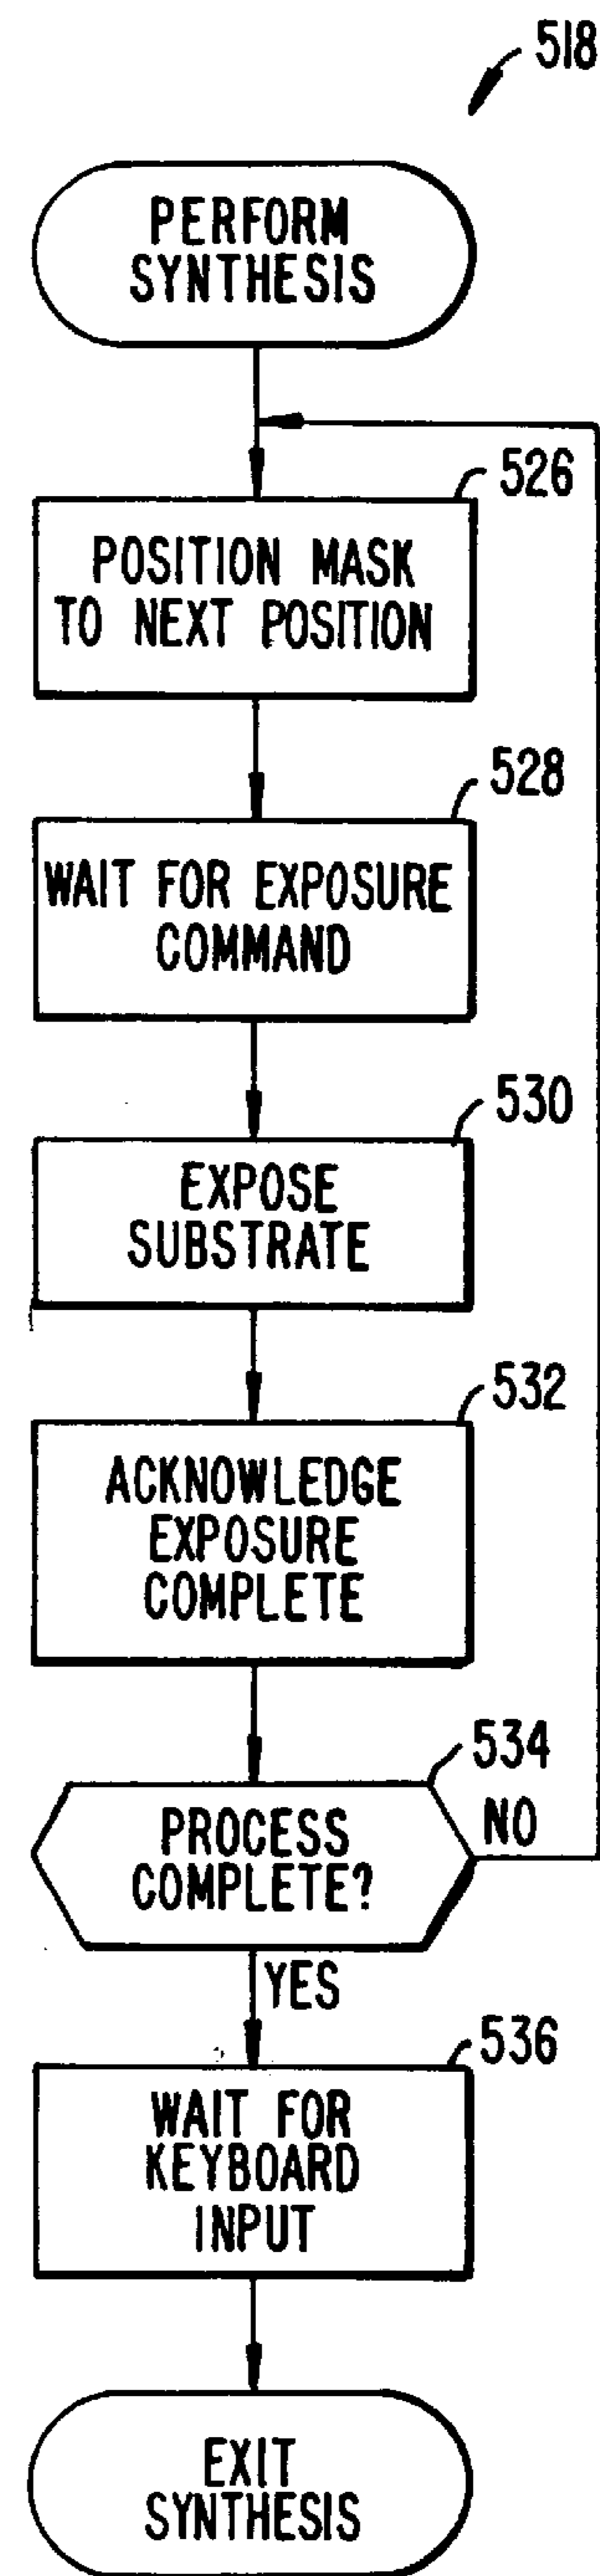 518
PERFORM
SYNTHESIS
526
POSITION MASK
TO NEXT POSITION
528
WAIT FOR EXPOSURE
COMMAND
530
EXPOSE
SUBSTRATE
532
ACKNOWLEDGE
EXPOSURE
COMPLETE
534
PROCESS
COMPLETE?
NO
YES
536
WAIT FOR
KEYBOARD
INPUT
EXIT
SYNTHESIS